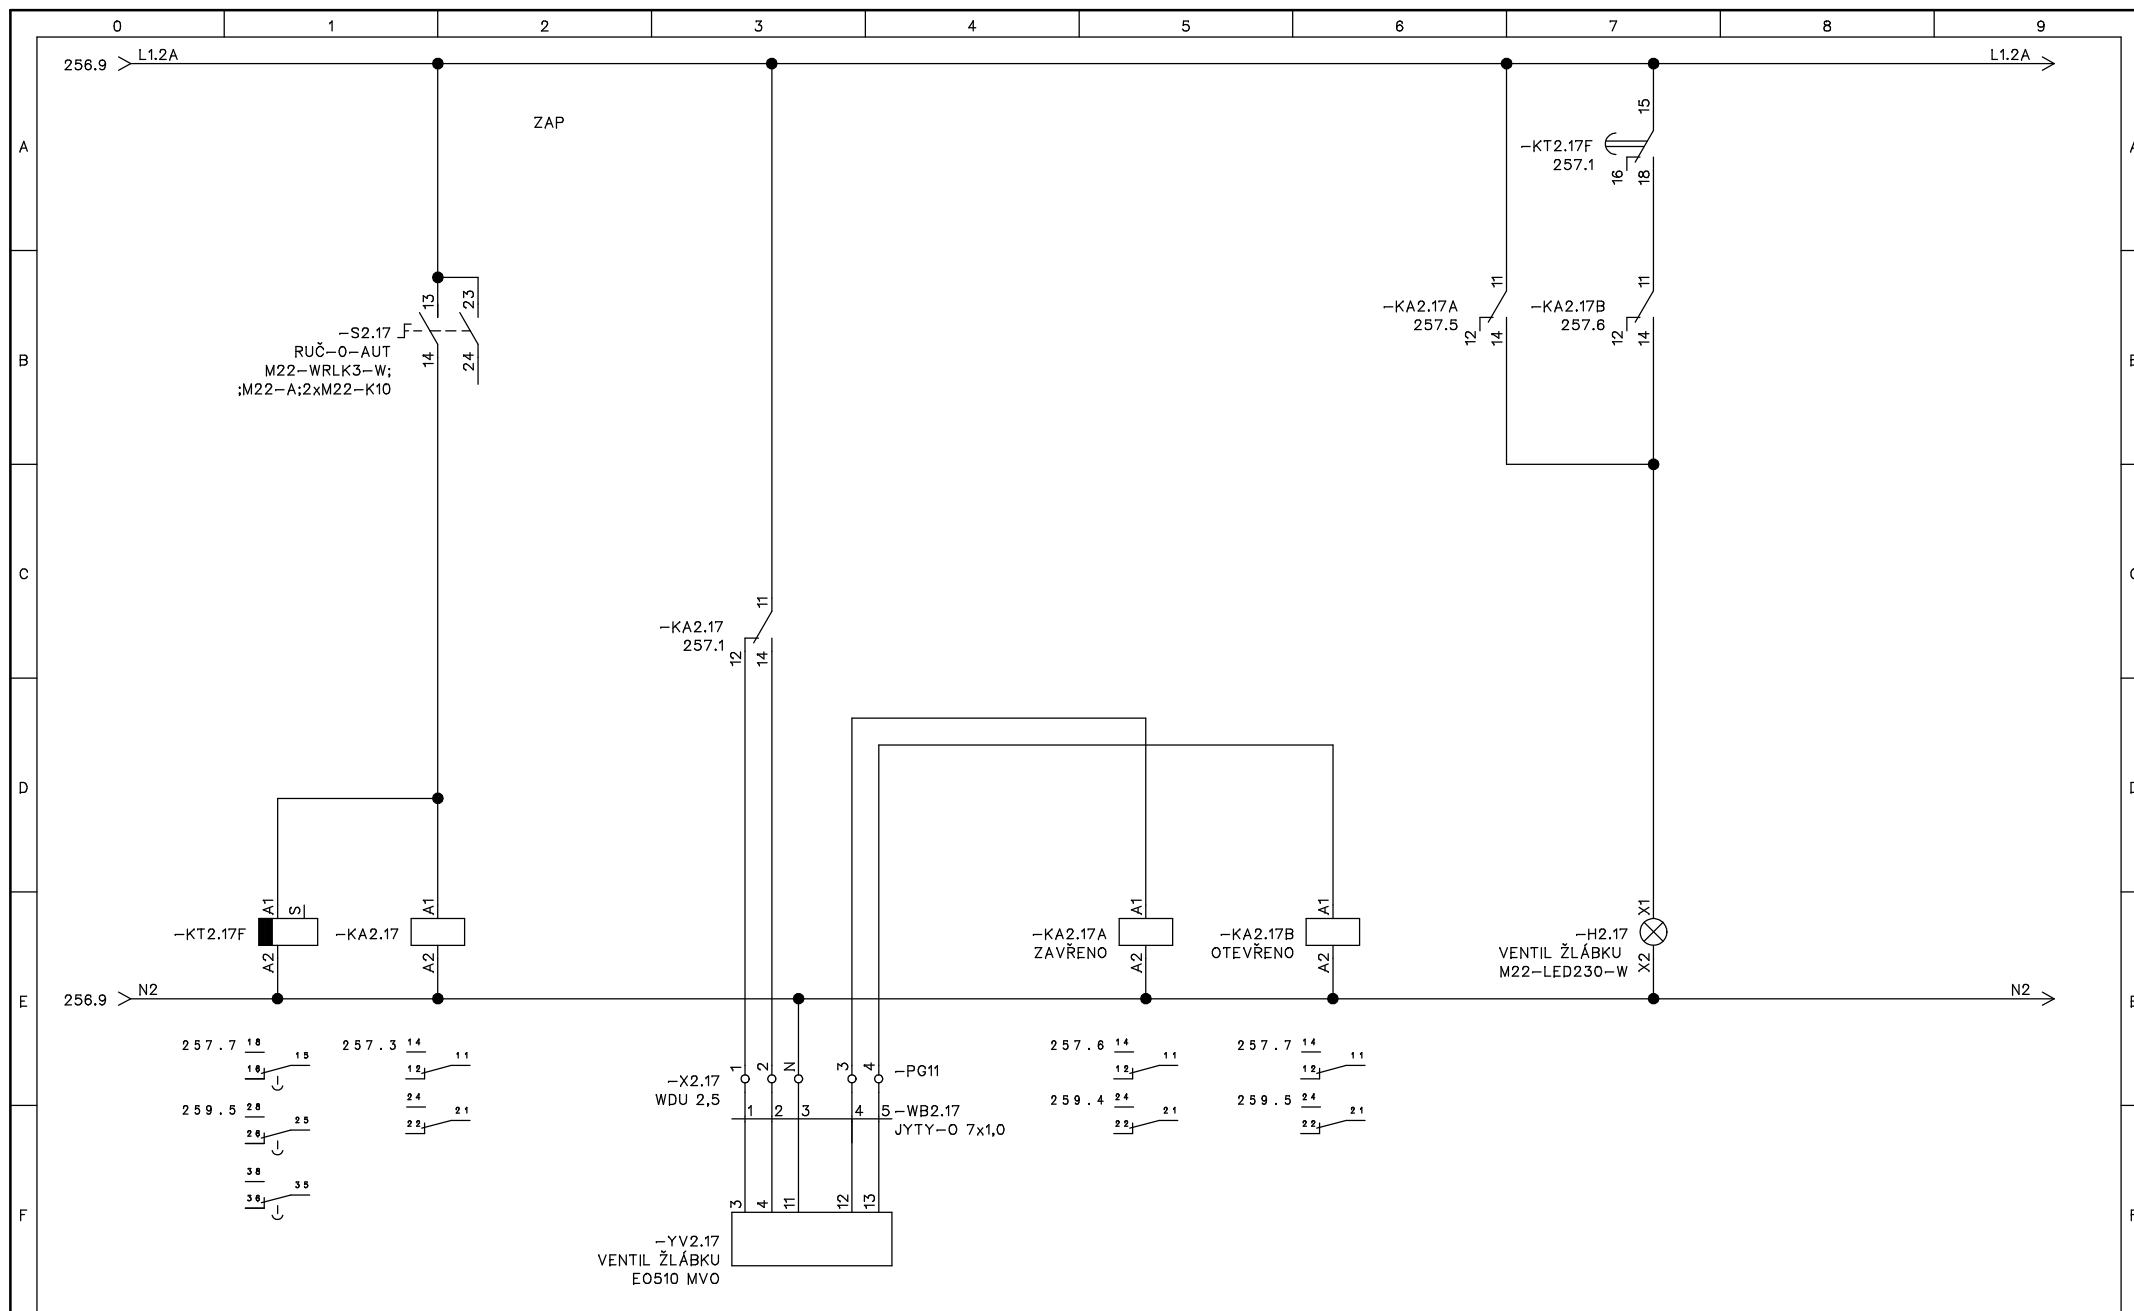 0 1 2 3 4 5 6 7 8 9
256.9 L1.2A L1.2A
ZAP
A A
15
-KT2.17F
257.1
16 18
13 23
-S2.17
RUČ-0-AUT
M22-WRLK3-W;
;M22-A;2xM22-K10
14 24
11
-KA2.17A
257.5
12 14
11
-KA2.17B
257.6
12 14
B
C
11
-KA2.17
257.1
12 14
D
A1 S
-KT2.17F
A2
A1
-KA2.17
A2
A1
-KA2.17A
ZAVŘENO
A2
A1
-KA2.17B
OTEVŘENO
A2
X1
-H2.17
VENTIL ŽLÁBKU
M22-LED230-W
X2
E
256.9 N2 N2
257.7 18
15
16
259.5 28
25
26
38
35
36
257.3 14
11
12
24
21
22
1 2 N 3 4
-X2.17
WDU 2,5
-PG11
1 2 3 4 5
-WB2.17
JYTY-O 7x1,0
257.6 14
11
12
259.4 24
21
22
257.7 14
11
12
259.5 24
21
22
F
3 4 11 12 13
-YV2.17
VENTIL ŽLÁBKU
EO510 MVO